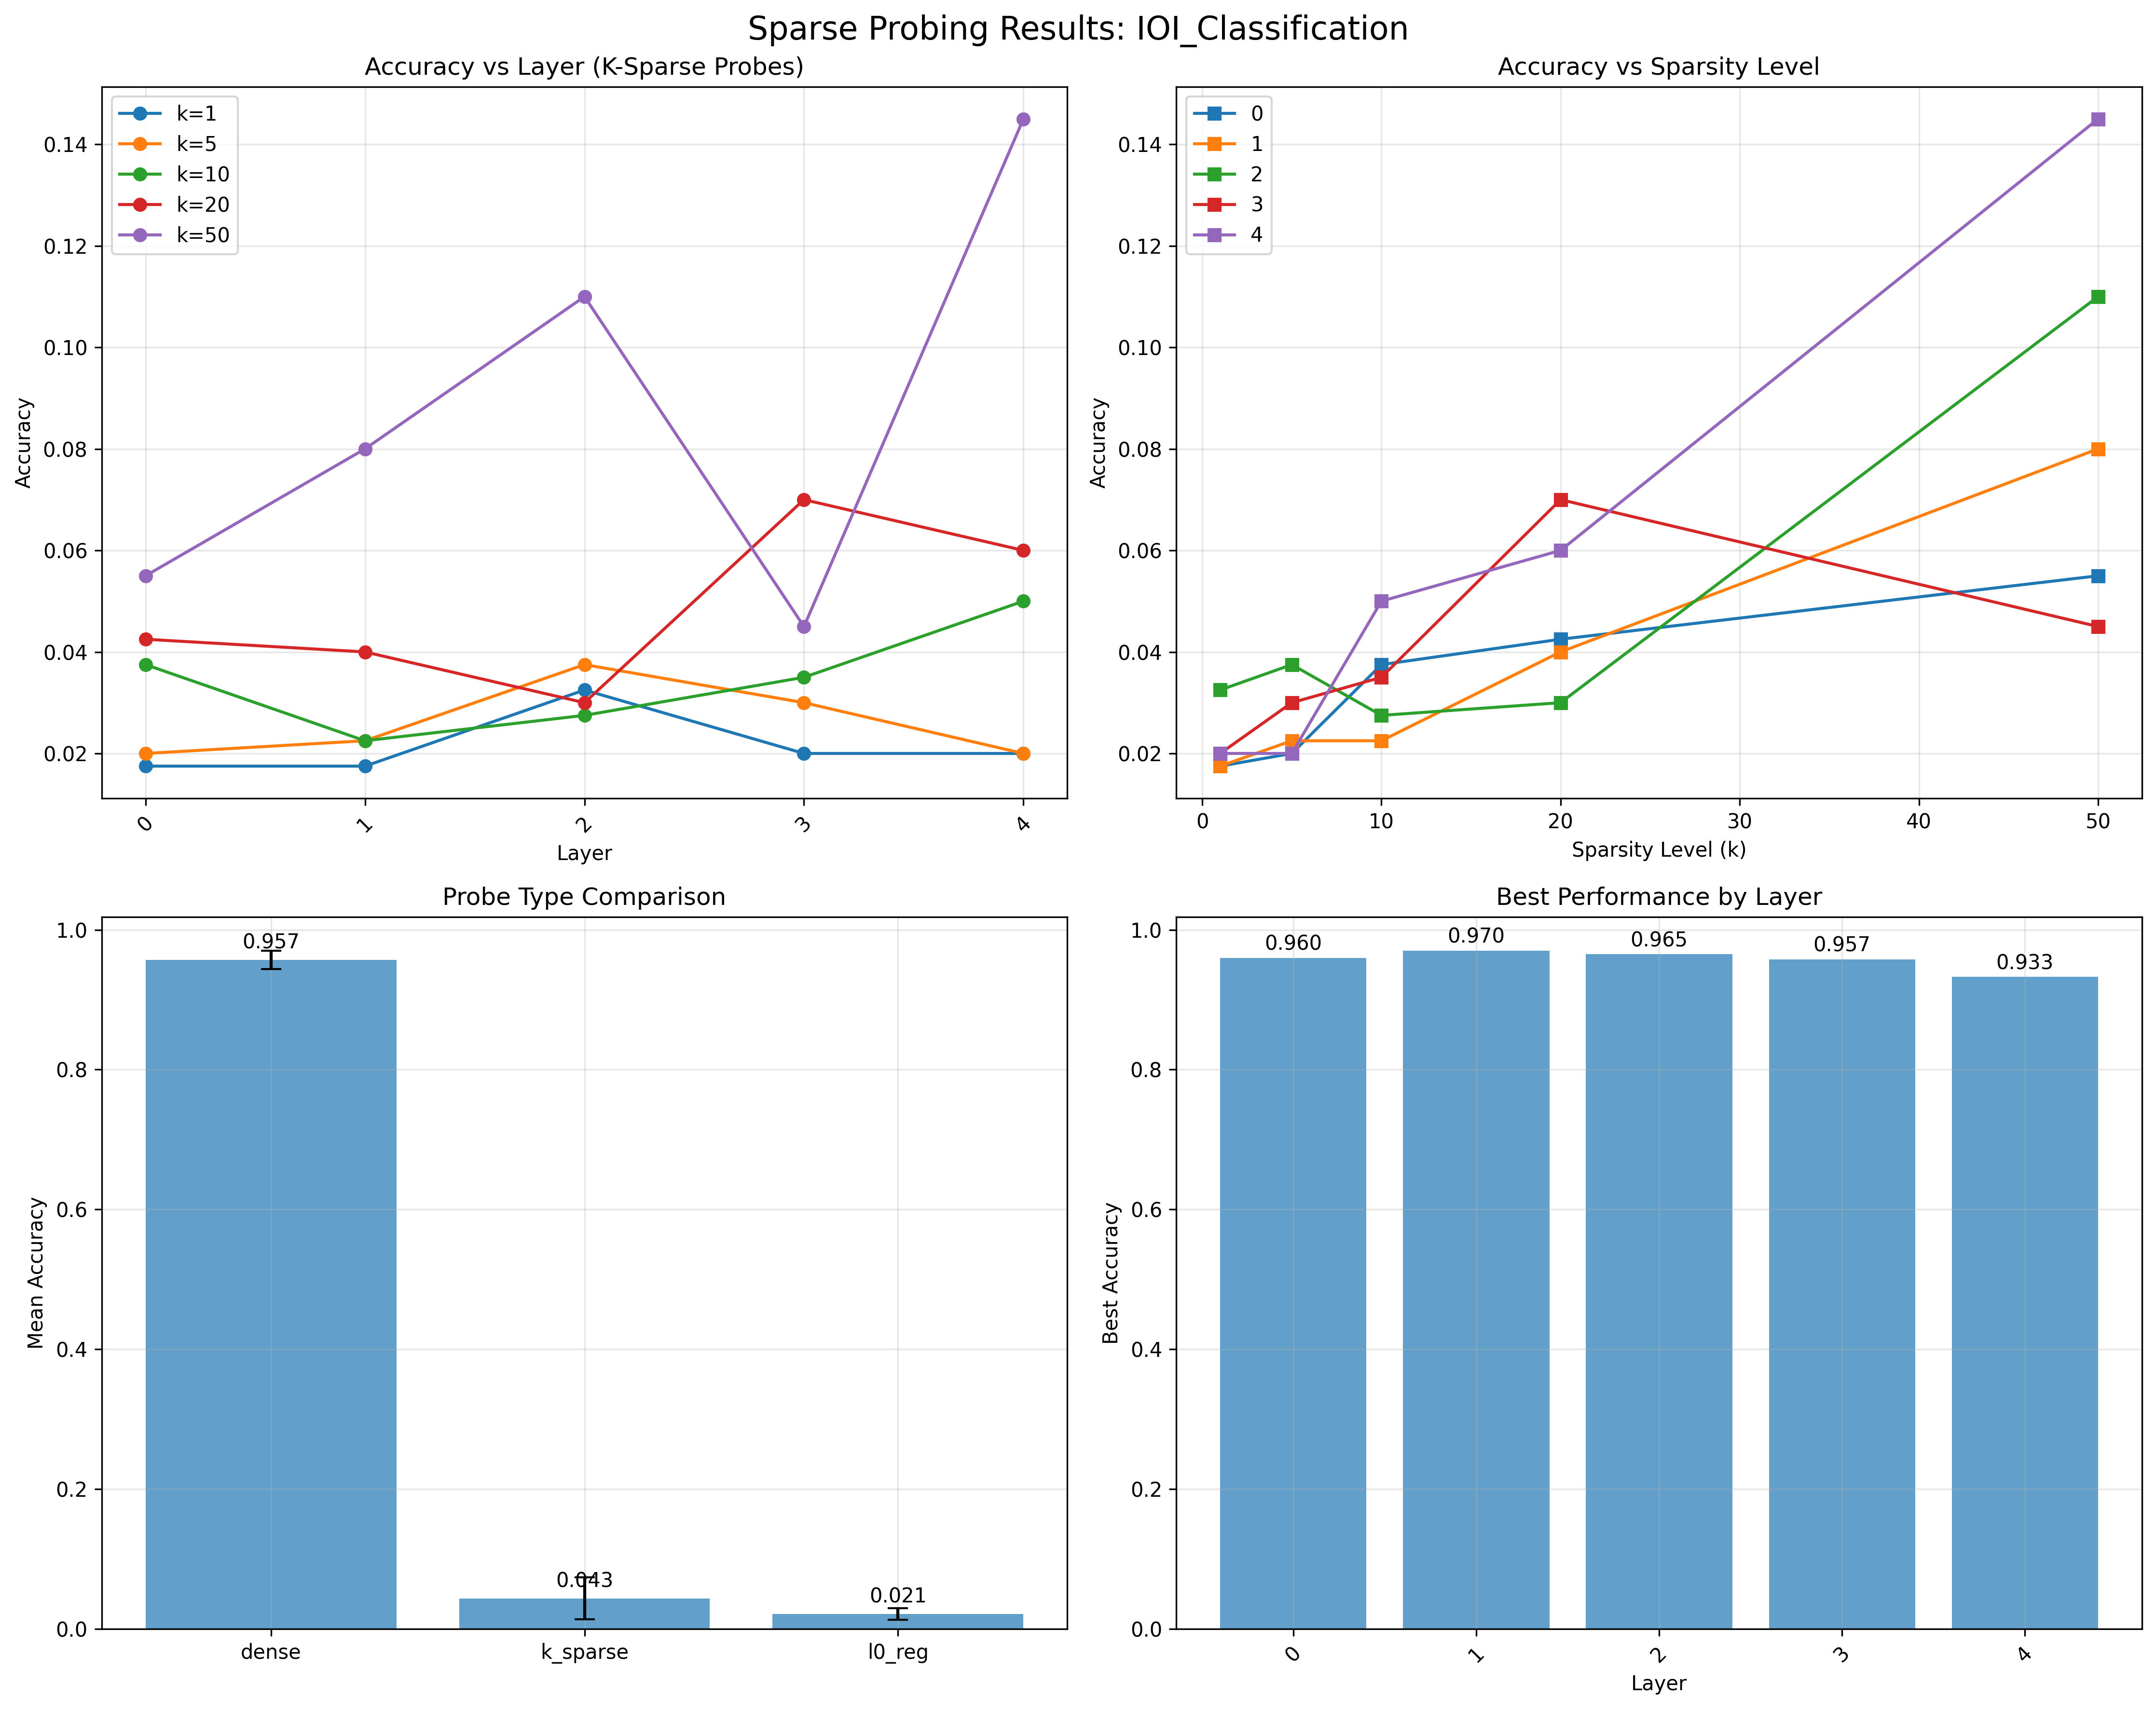 Sparse Probing Results: IOI_Classification
Accuracy vs Layer (K-Sparse Probes)
k=1
k=5
k=10
k=20
k=50
0.14
0.12
0.10
0.08
0.06
0.04
0.02
Accuracy
0
1
2
3
4
Layer
Accuracy vs Sparsity Level
0
1
2
3
4
0.14
0.12
0.10
0.08
0.06
0.04
0.02
Accuracy
0
10
20
30
40
50
Sparsity Level (k)
Probe Type Comparison
1.0
0.8
0.6
0.4
0.2
0.0
Mean Accuracy
0.957
0.043
0.021
dense
k_sparse
l0_reg
Best Performance by Layer
1.0
0.8
0.6
0.4
0.2
0.0
Best Accuracy
0.960
0.970
0.965
0.957
0.933
0
1
2
3
4
Layer